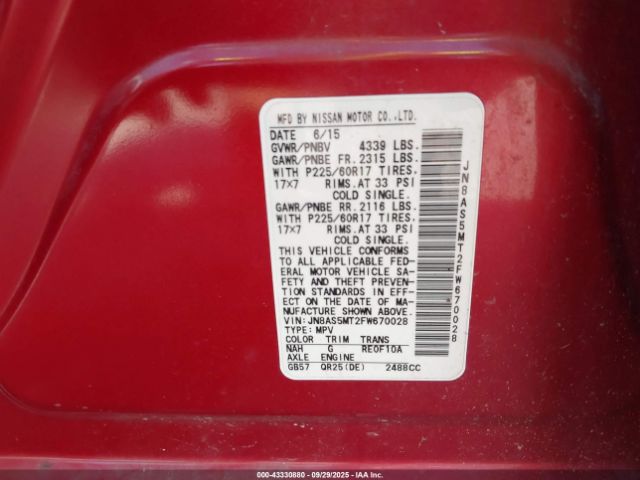 MFD BY NISSAN MOTOR CO.,LTD.
DATE 6/15
GVWR/PNBV 4339 LBS.
GAWR/PNBE FR. 2315 LBS.
WITH P225/60R17 TIRES.
17×7 RIMS.AT 33 PSI
COLD SINGLE.
GAWR/PNBE RR. 2116 LBS.
WITH P225/60R17 TIRES.
17×7 RIMS.AT 33 PSI
COLD SINGLE.
THIS VEHICLE CONFORMS
TO ALL APPLICABLE FED-
ERAL MOTOR VEHICLE SA-
FETY AND THEFT PREVEN-
TION STANDARDS IN EFF-
ECT ON THE DATE OF MA-
NUFACTURE SHOWN ABOVE.
VIN: JN8AS5MT2FW670028
TYPE: MPV
COLOR TRIM TRANS
NAH G RE0F10A
AXLE ENGINE
GB57 QR25(DE) 2488CC
JN8AS5MT2FW670028
© 000-43330880 - 09/29/2025 - IAAI.COM